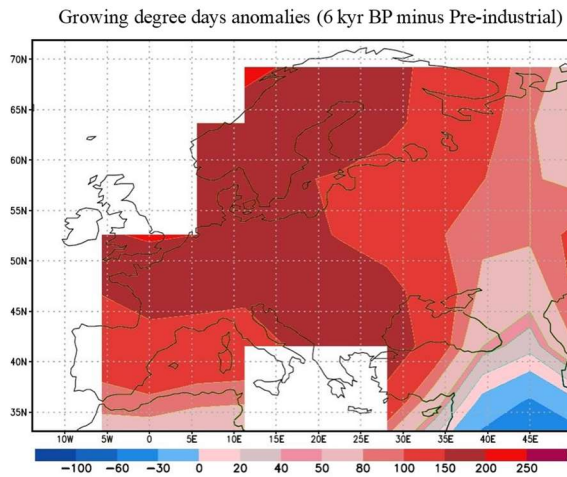 Growing degree days anomalies (6 kyr BP minus Pre-industrial)
70N
65N
60N
55N
50N
45N
40N
35N
10W 5W 0 5E 10E 15E 20E 25E 30E 35E 40E 45E
−100 −60 −30 0 20 40 50 80 100 150 200 250